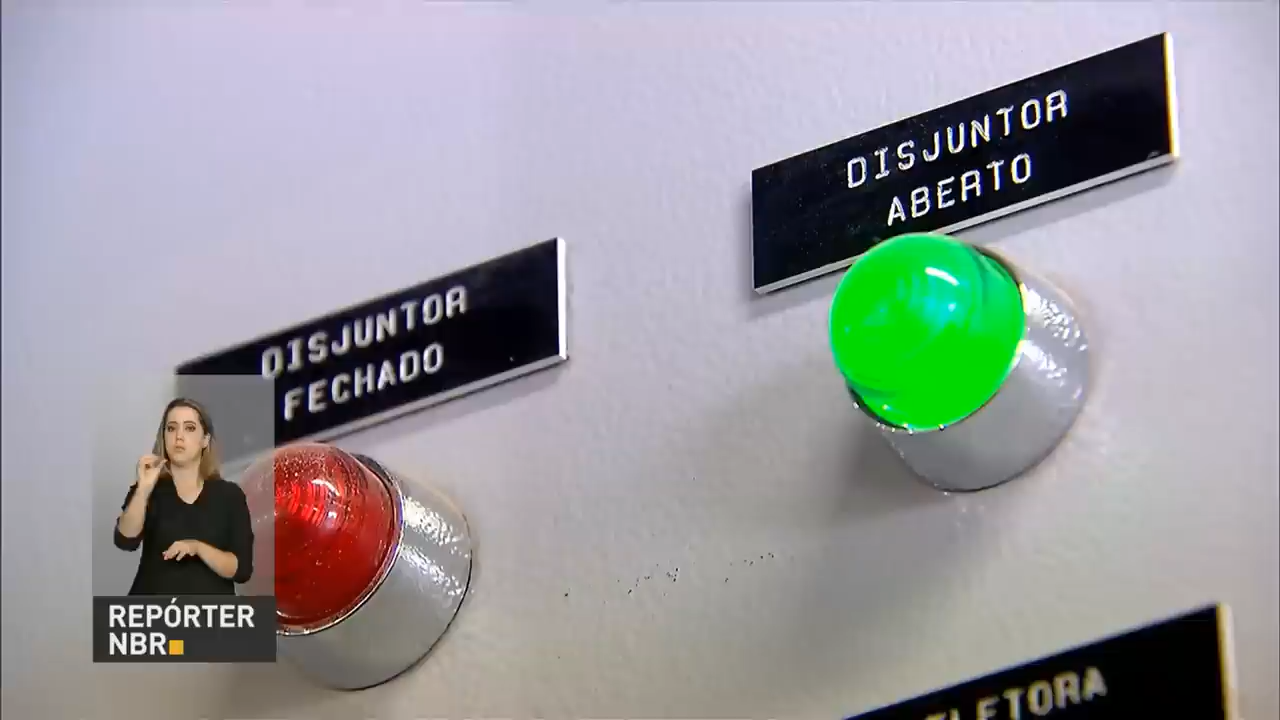 DISJUNTOR
ABERTO
DISJUNTOR
FECHADO
REPÓRTER
NBR